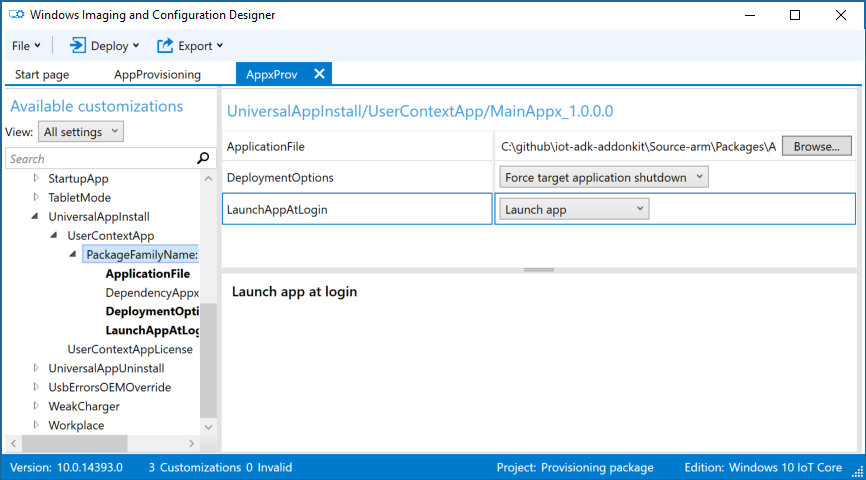 Windows Imaging and Configuration Designer
File Deploy Export
Start page AppProvisioning AppxProv
Available customizations
View: All settings
Search
StartupApp
TabletMode
UniversalAppInstall
UserContextApp
PackageFamilyName:
ApplicationFile
DependencyAppx
DeploymentOpti
LaunchAppAtLog
UserContextAppLicense
UniversalAppUninstall
UsbErrorsOEMOverride
WeakCharger
Workplace
UniversalAppInstall/UserContextApp/MainAppx_1.0.0.0
ApplicationFile C:\github\iot-adk-addonkit\Source-arm\Packages\A Browse...
DeploymentOptions Force target application shutdown
LaunchAppAtLogin Launch app
Launch app at login
Version: 10.0.14393.0 3 Customizations 0 Invalid Project: Provisioning package Edition: Windows 10 IoT Core